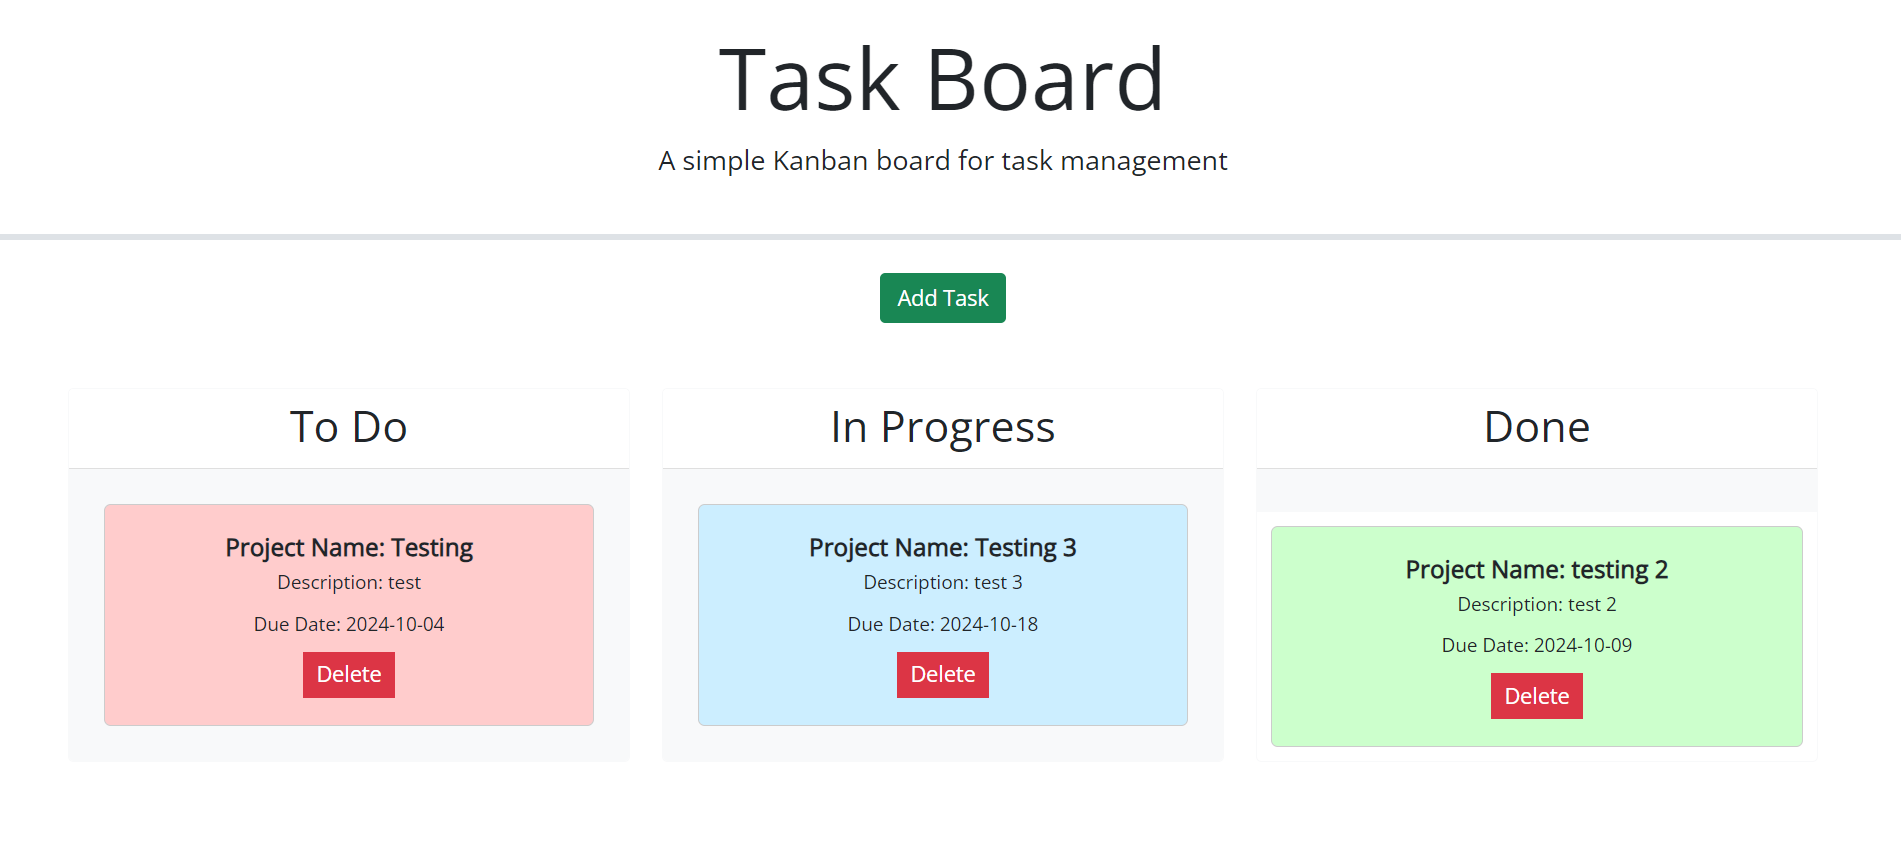 Task Board
A simple Kanban board for task management
Add Task
To Do
Project Name: Testing
Description: test
Due Date: 2024-10-04
Delete
In Progress
Project Name: Testing 3
Description: test 3
Due Date: 2024-10-18
Delete
Done
Project Name: testing 2
Description: test 2
Due Date: 2024-10-09
Delete